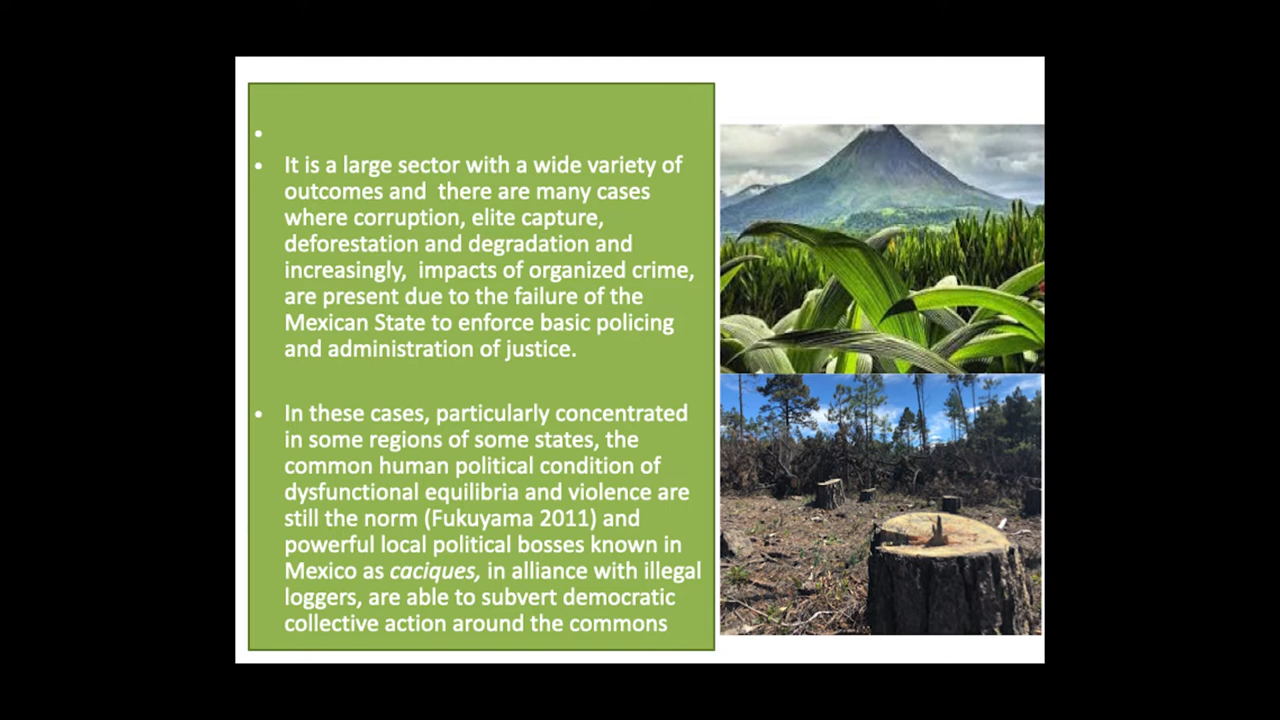 • It is a large sector with a wide variety of
outcomes and  there are many cases
where corruption, elite capture,
deforestation and degradation and
increasingly,  impacts of organized crime,
are present due to the failure of the
Mexican State to enforce basic policing
and administration of justice.
• In these cases, particularly concentrated
in some regions of some states, the
common human political condition of
dysfunctional equilibria and violence are
still the norm (Fukuyama 2011) and
powerful local political bosses known in
Mexico as caciques, in alliance with illegal
loggers, are able to subvert democratic
collective action around the commons